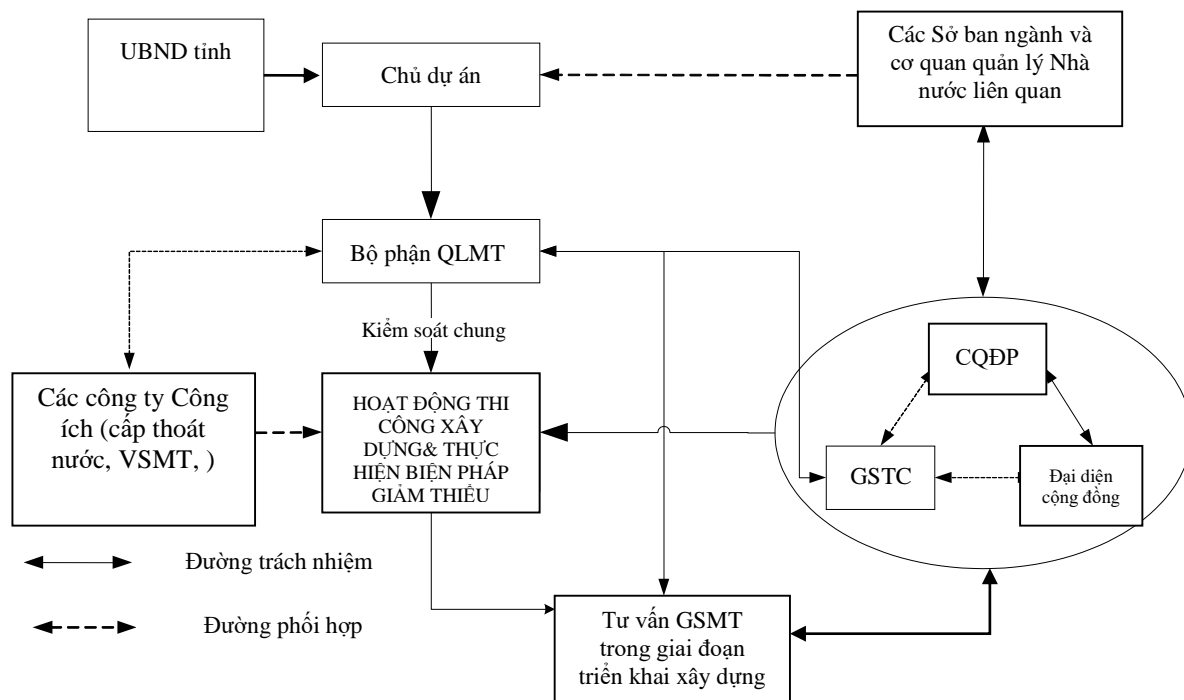 UBND tỉnh
Chủ dự án
Các Sở ban ngành và
cơ quan quản lý Nhà
nước liên quan
Bộ phận QLMT
Kiểm soát chung
CQĐP
Các công ty Công
ích (cấp thoát
nước, VSMT, )
HOẠT ĐỘNG THI
CÔNG XÂY
DỰNG& THỰC
HIỆN BIỆN PHÁP
GIẢM THIỂU
GSTC
Đại diện
cộng đồng
Đường trách nhiệm
Đường phối hợp
Tư vấn GSMT
trong giai đoạn
triển khai xây dựng